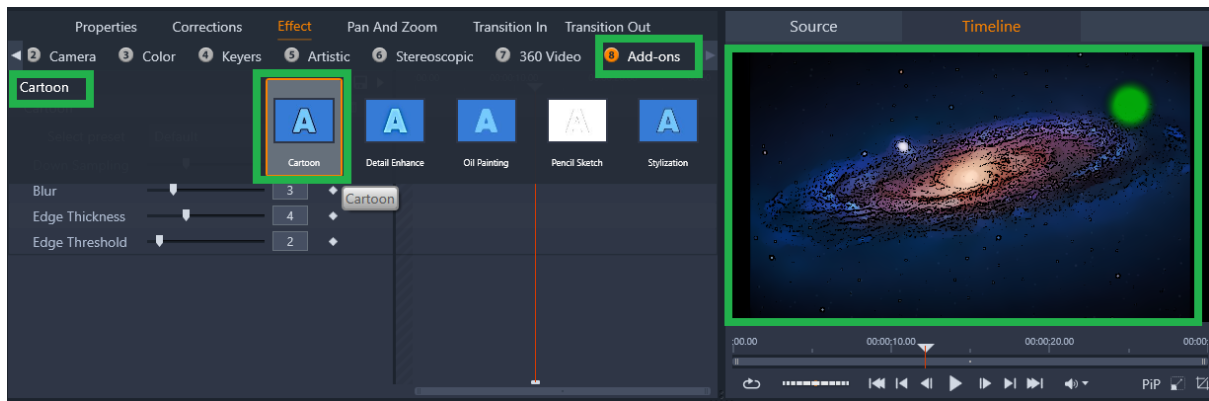 Properties Corrections Effect Pan And Zoom Transition In Transition Out
2 Camera 3 Color 4 Keyers 5 Artistic 6 Stereoscopic 7 360 Video 8 Add-ons
Cartoon
A A A A A
Cartoon Detail Enhance Oil Painting Pencil Sketch Stylization
Blur 3
Cartoon
Edge Thickness 4
Edge Threshold 2
Source Timeline
;00.00 00:00;10.00 00:00;20.00 00:00;
PiP